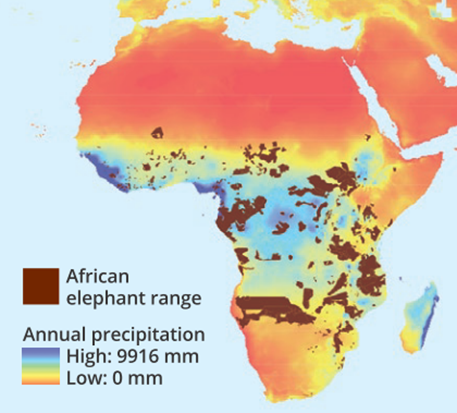 African
elephant range
Annual precipitation
High: 9916 mm
Low: 0 mm